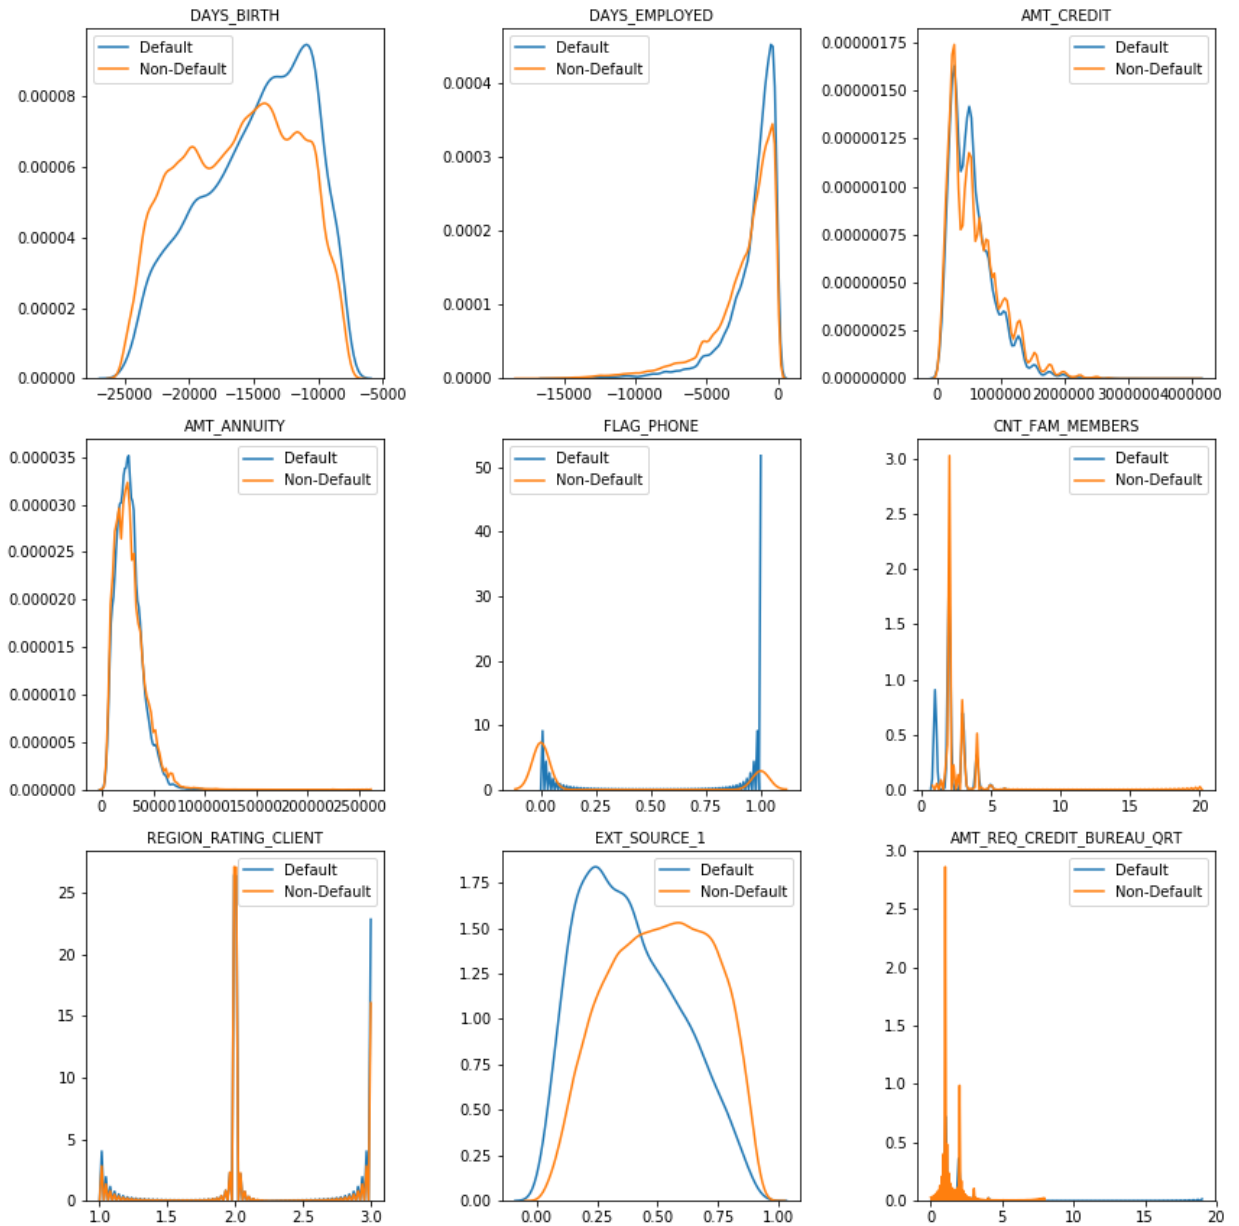 DAYS_BIRTH
Default
Non-Default
0.00008
0.00006
0.00004
0.00002
0.00000
−25000 −20000 −15000 −10000 −5000
DAYS_EMPLOYED
Default
Non-Default
0.0004
0.0003
0.0002
0.0001
0.0000
−15000 −10000 −5000 0
AMT_CREDIT
Default
Non-Default
0.00000175
0.00000150
0.00000125
0.00000100
0.00000075
0.00000050
0.00000025
0.00000000
0 1000000 2000000 3000000 4000000
AMT_ANNUITY
Default
Non-Default
0.000035
0.000030
0.000025
0.000020
0.000015
0.000010
0.000005
0.000000
0 50000 100000 150000 200000 250000
FLAG_PHONE
Default
Non-Default
50
40
30
20
10
0
0.00 0.25 0.50 0.75 1.00
CNT_FAM_MEMBERS
Default
Non-Default
3.0
2.5
2.0
1.5
1.0
0.5
0.0
0 5 10 15 20
REGION_RATING_CLIENT
Default
Non-Default
25
20
15
10
5
0
1.0 1.5 2.0 2.5 3.0
EXT_SOURCE_1
Default
Non-Default
1.75
1.50
1.25
1.00
0.75
0.50
0.25
0.00
0.00 0.25 0.50 0.75 1.00
AMT_REQ_CREDIT_BUREAU_QRT
Default
Non-Default
3.0
2.5
2.0
1.5
1.0
0.5
0.0
0 5 10 15 20